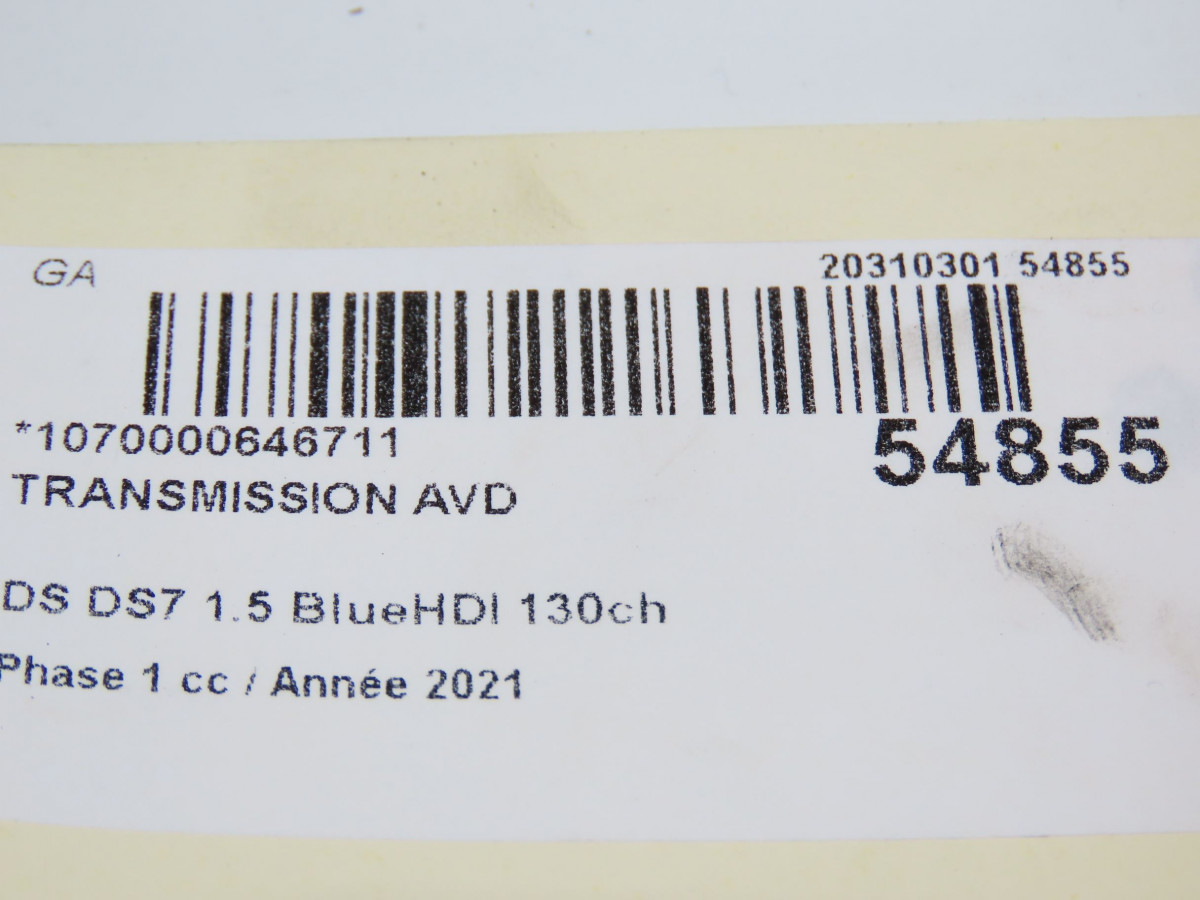 GA
20310301 54855
*1070000646711
54855
TRANSMISSION AVD
DS DS7 1.5 BlueHDI 130ch
Phase 1 cc / Année 2021